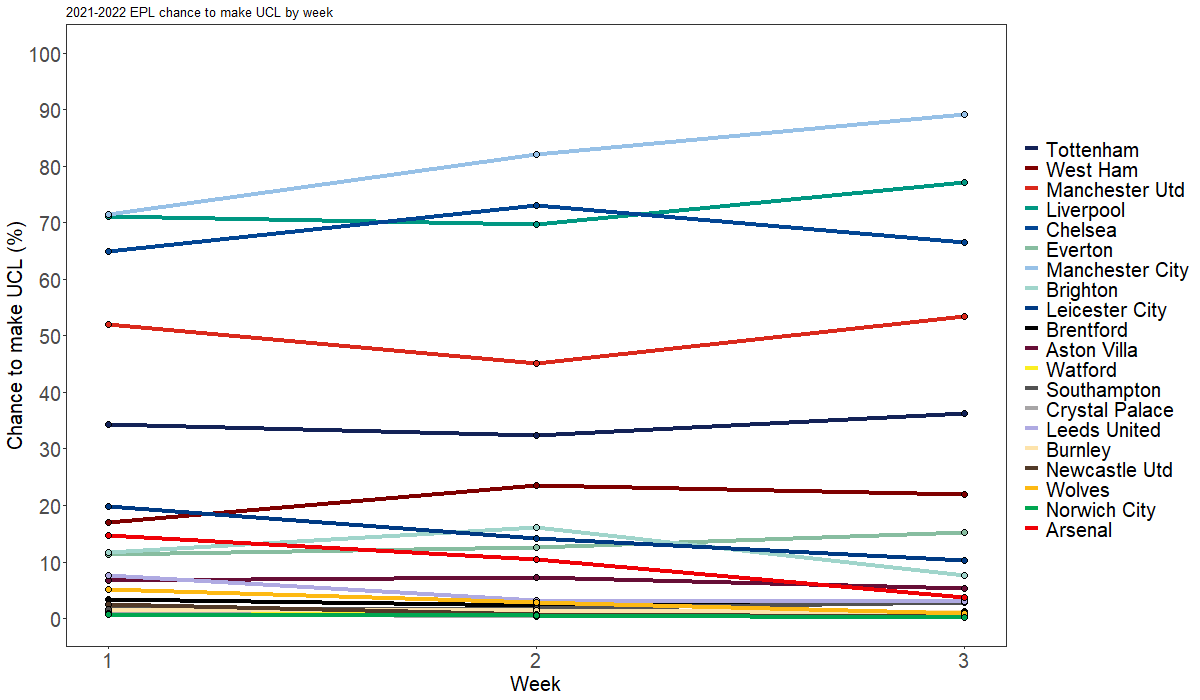 2021-2022 EPL chance to make UCL by week
100
90
80
70
60
50
40
30
20
10
0
Chance to make UCL (%)
1
2
3
Week
Tottenham
West Ham
Manchester Utd
Liverpool
Chelsea
Everton
Manchester City
Brighton
Leicester City
Brentford
Aston Villa
Watford
Southampton
Crystal Palace
Leeds United
Burnley
Newcastle Utd
Wolves
Norwich City
Arsenal